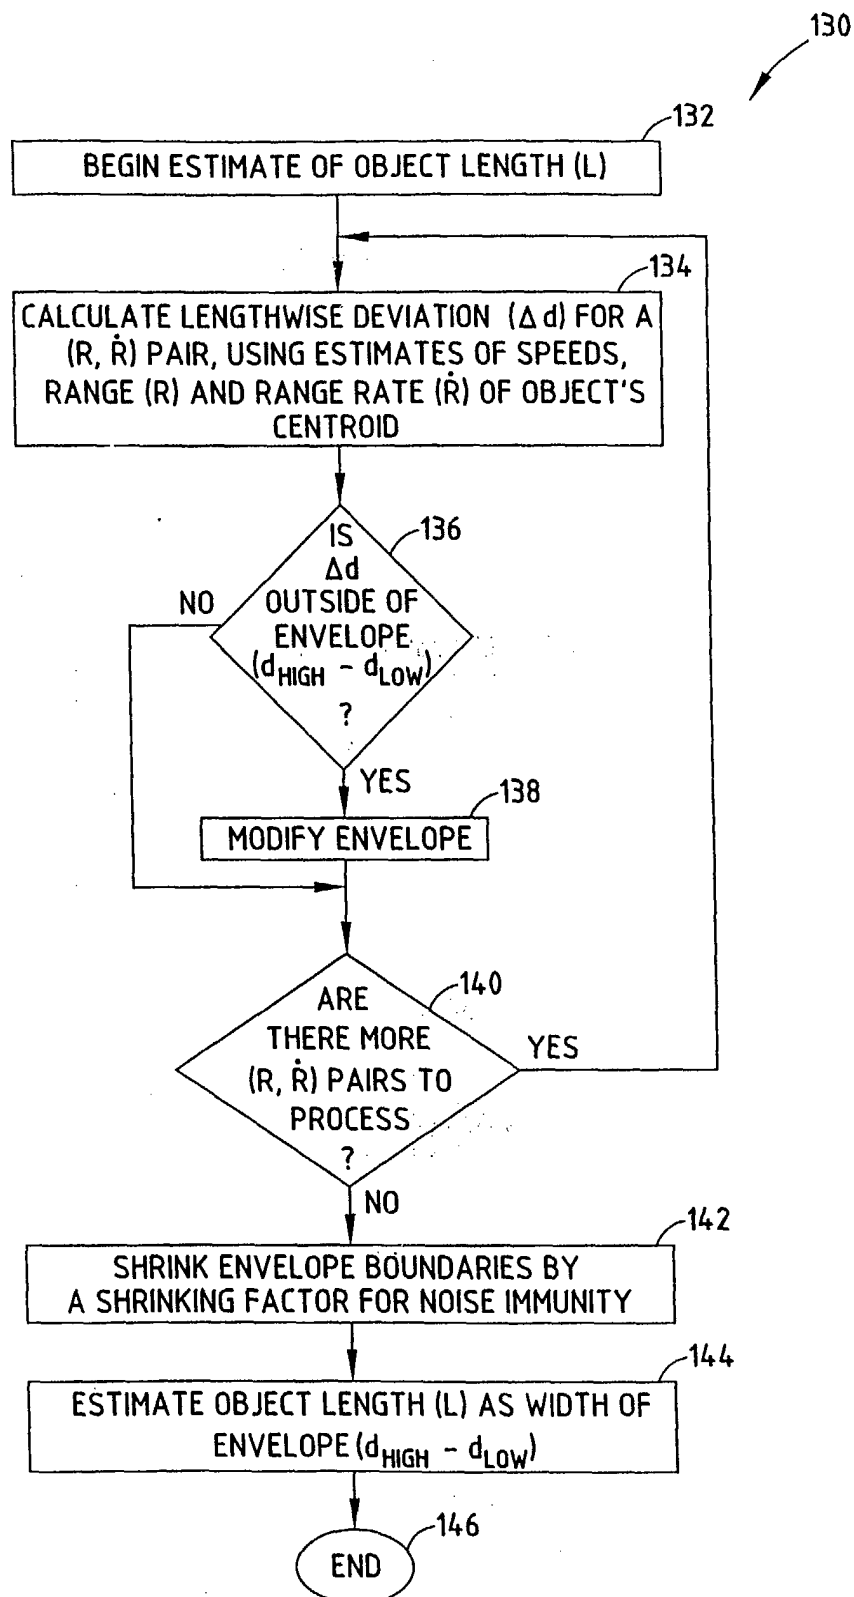 130
132
BEGIN ESTIMATE OF OBJECT LENGTH (L)
134
CALCULATE LENGTHWISE DEVIATION (Δd) FOR A
(R, Ṙ) PAIR, USING ESTIMATES OF SPEEDS,
RANGE (R) AND RANGE RATE (Ṙ) OF OBJECT'S
CENTROID
136
IS
Δd
OUTSIDE OF
ENVELOPE
(dHIGH - dLOW)
?
NO
YES
138
MODIFY ENVELOPE
140
ARE
THERE MORE
(R, Ṙ) PAIRS TO
PROCESS
?
YES
NO
142
SHRINK ENVELOPE BOUNDARIES BY
A SHRINKING FACTOR FOR NOISE IMMUNITY
144
ESTIMATE OBJECT LENGTH (L) AS WIDTH OF
ENVELOPE (dHIGH - dLOW)
146
END